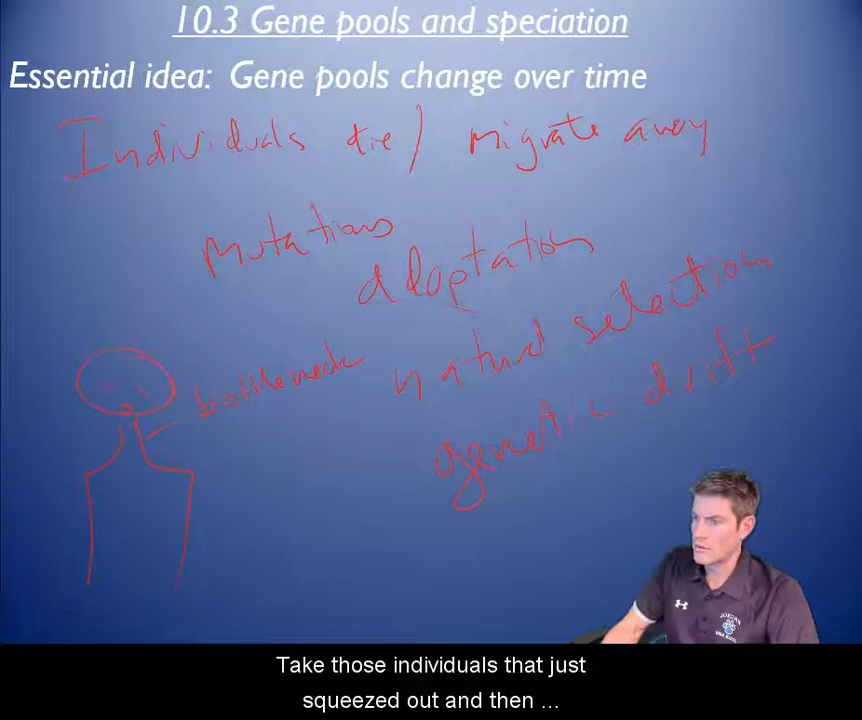 10.3 Gene pools and speciation
Essential idea: Gene pools change over time
Individuals die/ migrate away
Mutations
adaptation
natural selection
bottleneck
genetic drift
Take those individuals that just
squeezed out and then ...